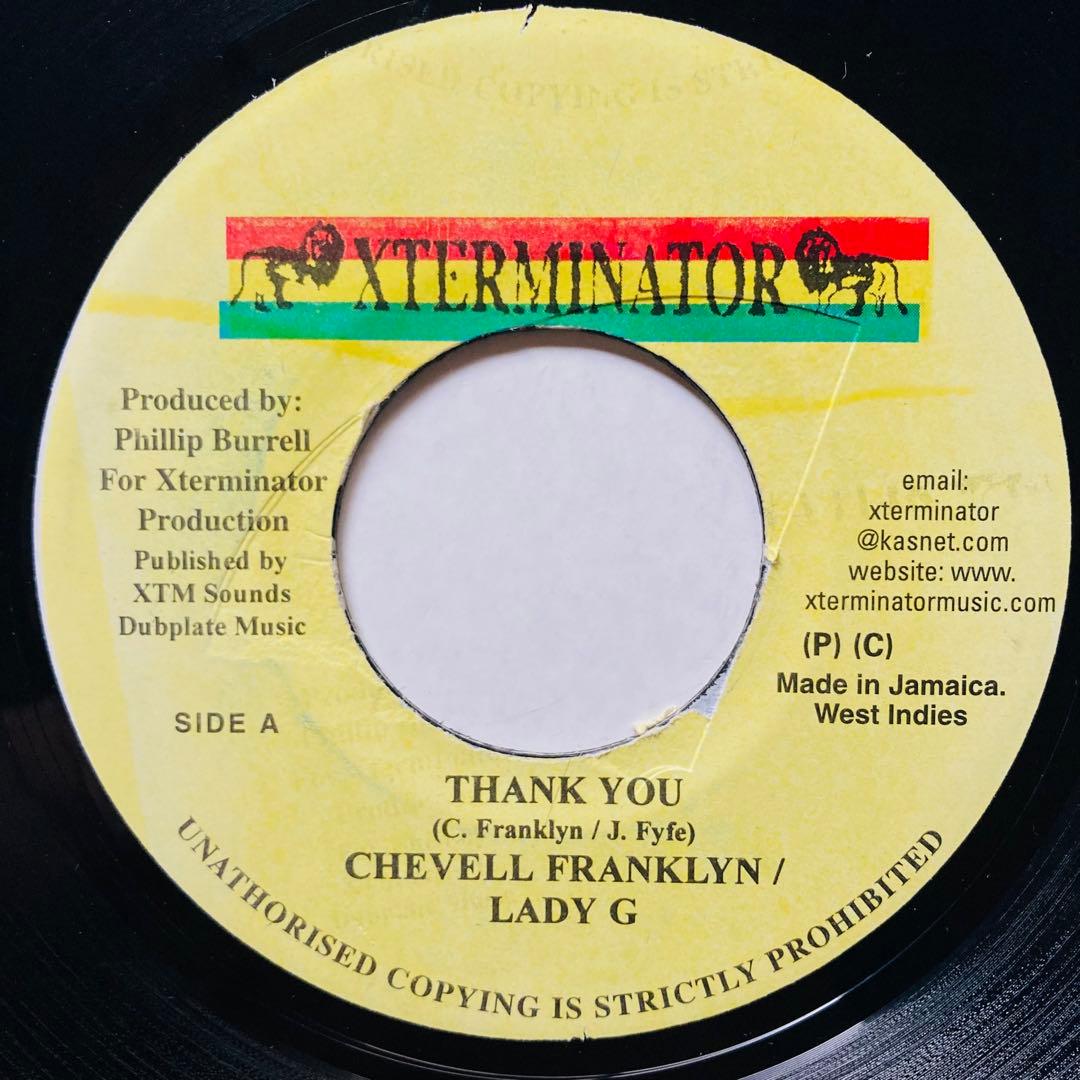 XTERMINATOR
Produced by:
Phillip Burrell
For Xterminator
Production
Published by
XTM Sounds
Dubplate Music
SIDE A
email:
xterminator
@kasnet.com
website: www.
xterminatormusic.com
(P) (C)
Made in Jamaica.
West Indies
THANK YOU
(C. Franklyn / J. Fyfe)
CHEVELL FRANKLYN /
LADY G
UNATHORISED COPYING IS STRICTLY PROHIBITED